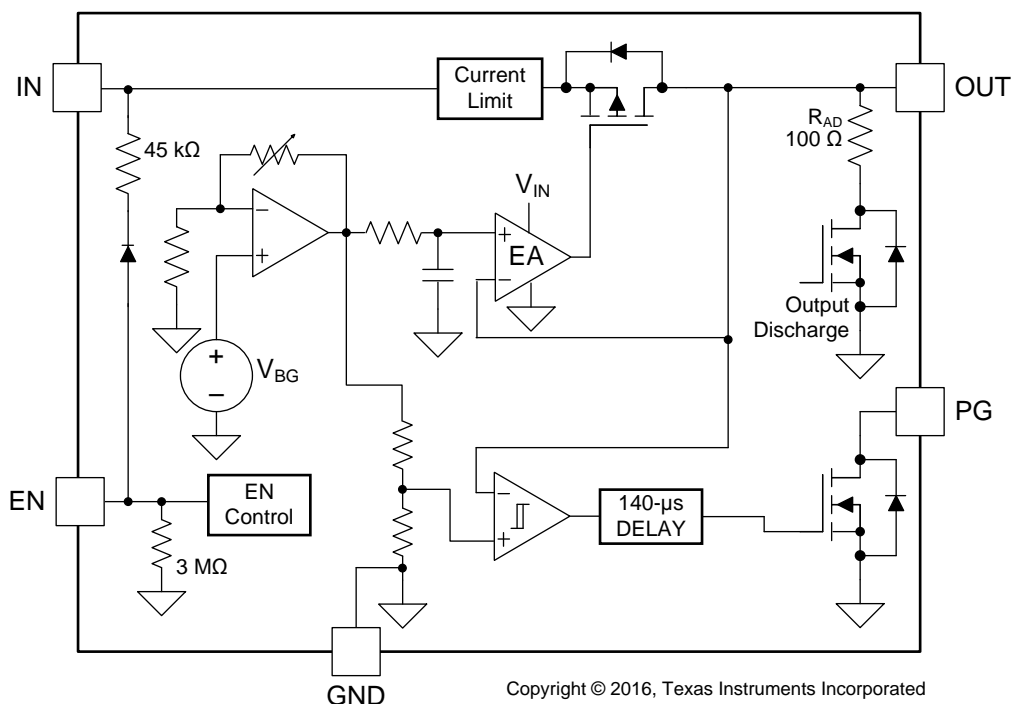 IN
Current
Limit
OUT
R_AD
100 Ω
45 kΩ
V_IN
−
+
+
EA
−
Output
Discharge
+
−
V_BG
PG
EN
EN
Control
3 MΩ
−
+
140-µs
DELAY
GND
Copyright © 2016, Texas Instruments Incorporated